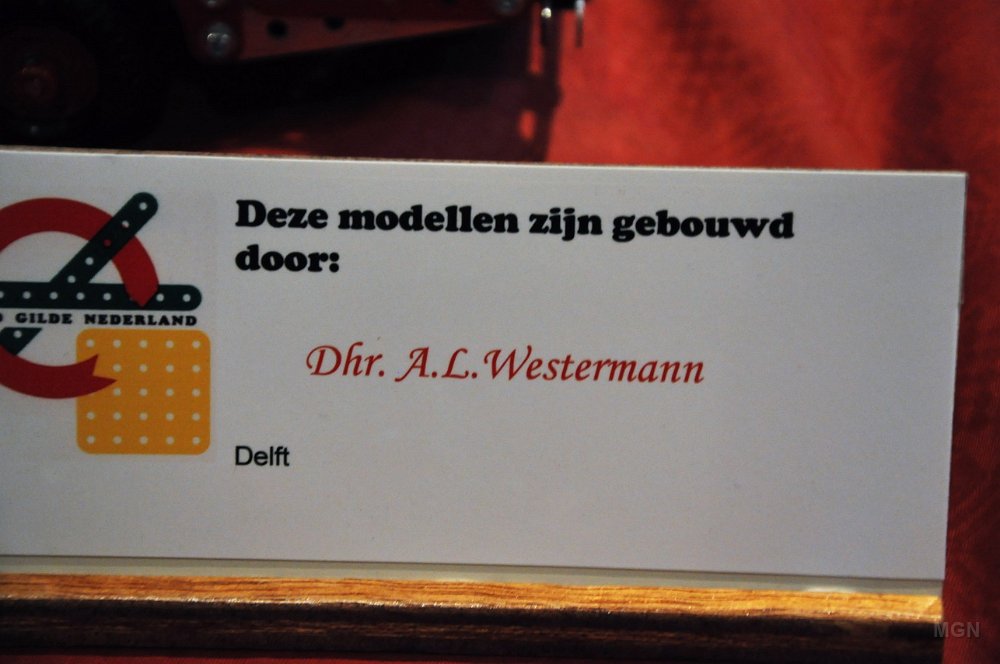 Deze modellen zijn gebouwd
door:
GILDE NEDERLAND
Dhr. A.L.Westermann
Delft
MGN